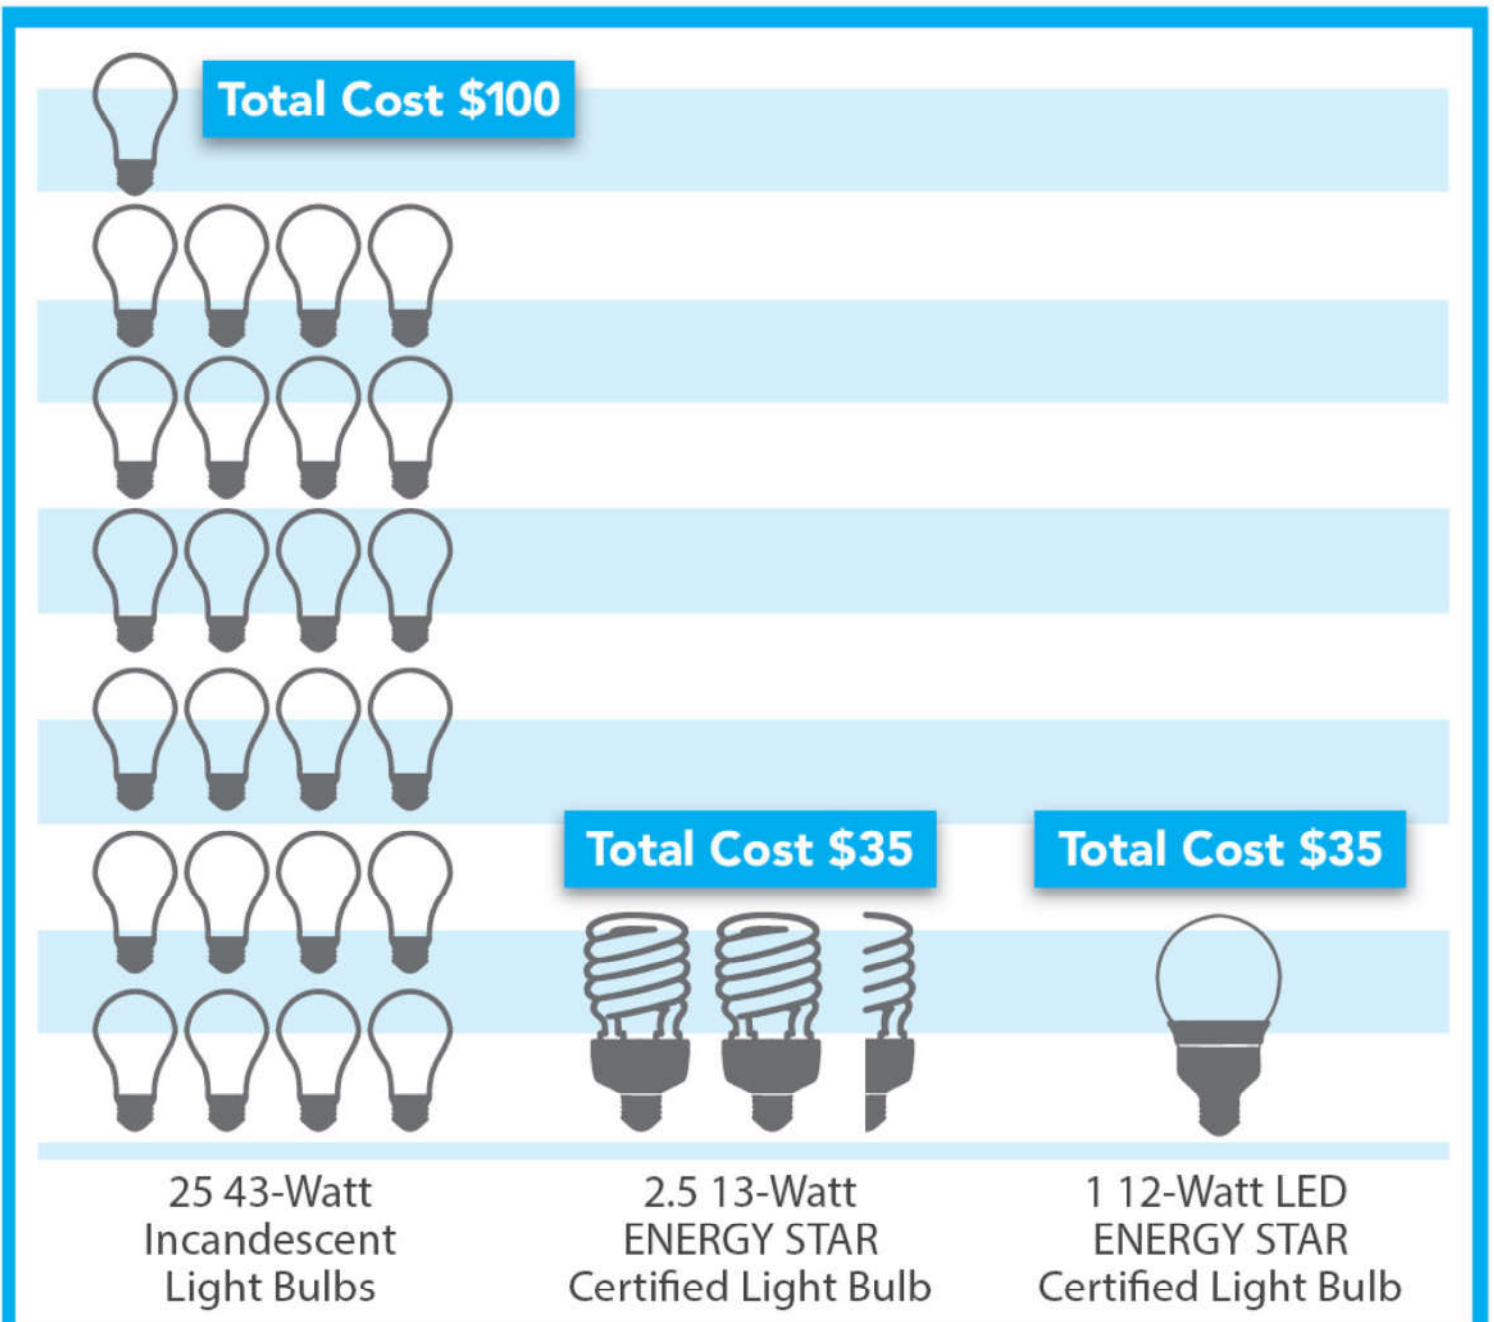 Total Cost $100
Total Cost $35
Total Cost $35
25 43-Watt
Incandescent
Light Bulbs
2.5 13-Watt
ENERGY STAR
Certified Light Bulb
1 12-Watt LED
ENERGY STAR
Certified Light Bulb